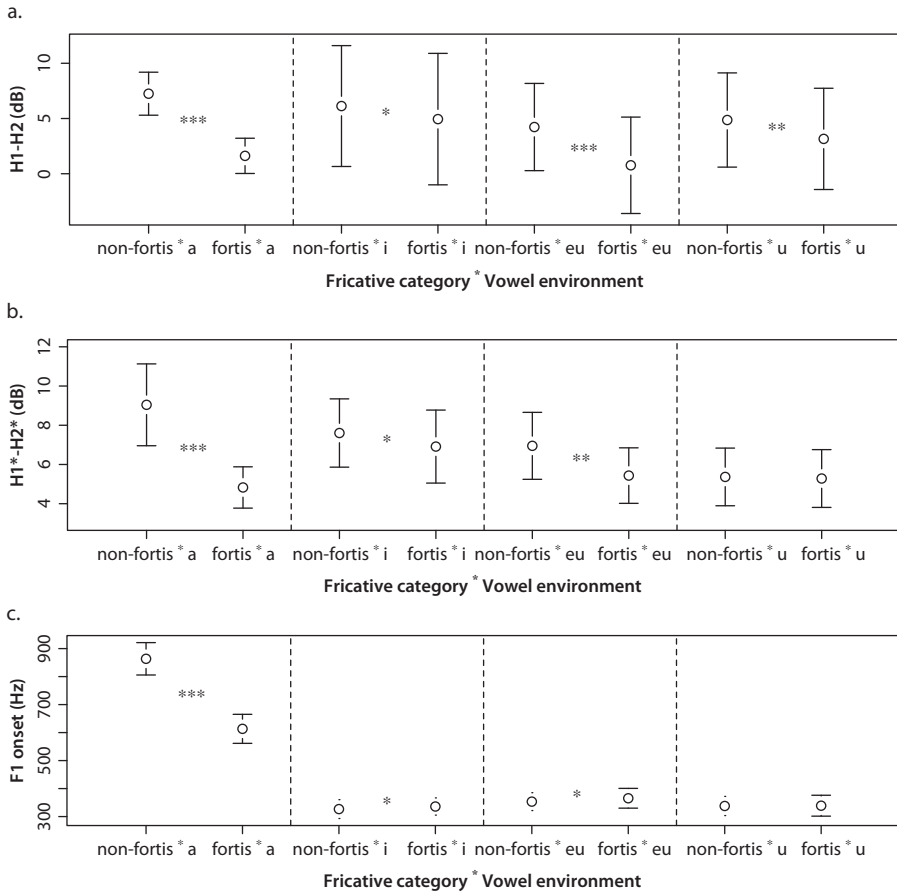 a.
10
5
0
H1-H2 (dB)
***
*
***
**
non-fortis * a fortis * a non-fortis * i fortis * i non-fortis * eu fortis * eu non-fortis * u fortis * u
Fricative category * Vowel environment
b.
12
10
8
6
4
H1*-H2* (dB)
***
*
**
non-fortis * a fortis * a non-fortis * i fortis * i non-fortis * eu fortis * eu non-fortis * u fortis * u
Fricative category * Vowel environment
c.
900
700
500
300
F1 onset (Hz)
***
*
*
non-fortis * a fortis * a non-fortis * i fortis * i non-fortis * eu fortis * eu non-fortis * u fortis * u
Fricative category * Vowel environment